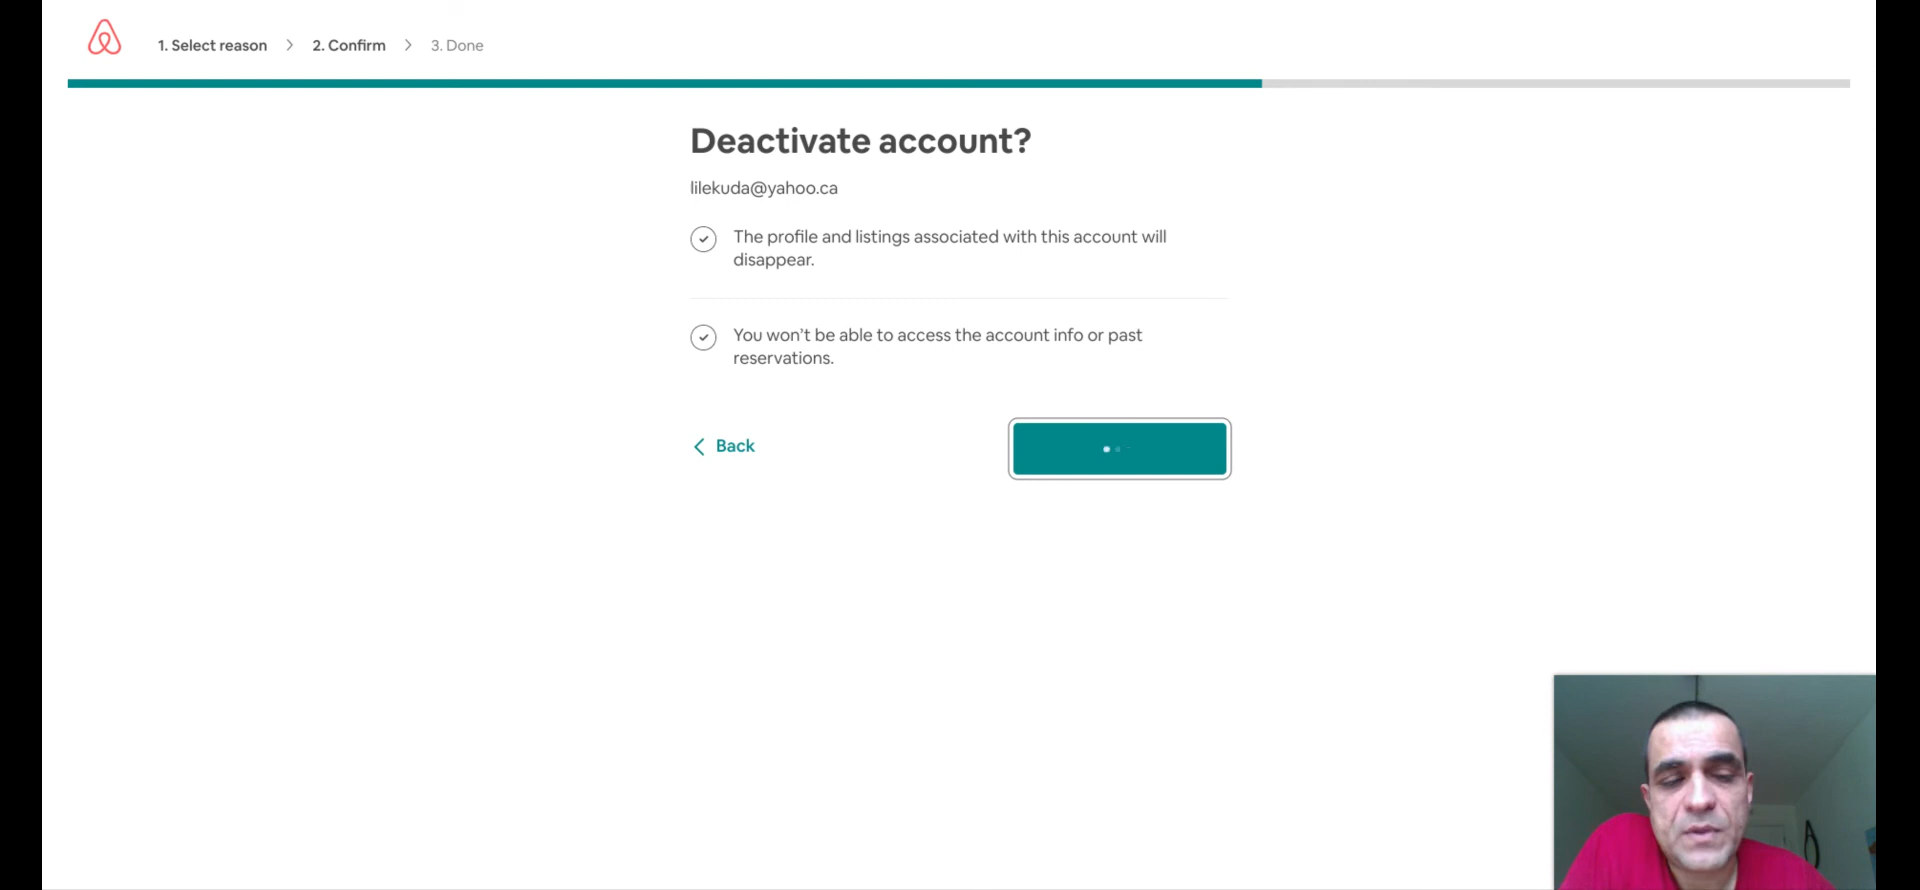 1. Select reason > 2. Confirm > 3. Done
Deactivate account?
lilekuda@yahoo.ca
The profile and listings associated with this account will
disappear.
You won’t be able to access the account info or past
reservations.
Back